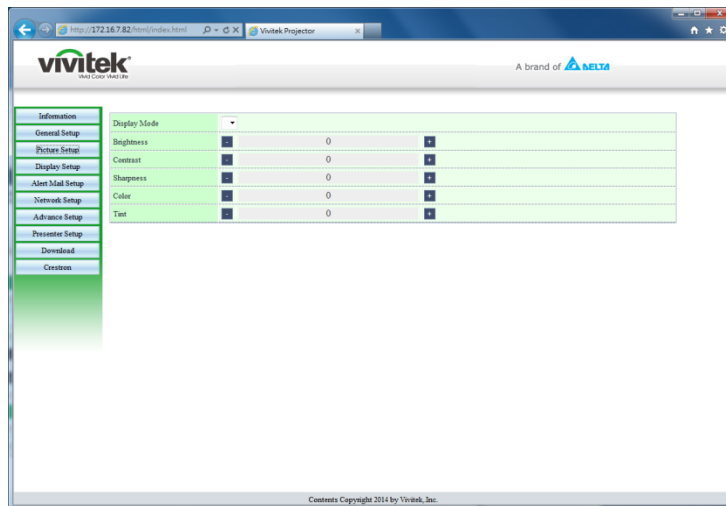 http://172.16.7.82/html/index.html
Vivitek Projector
vivitek
Vivid Color Vivid Life
A brand of DELTA
Information
General Setup
Picture Setup
Display Setup
Alert Mail Setup
Network Setup
Advance Setup
Presenter Setup
Download
Crestron
Display Mode
Brightness - 0 +
Contrast - 0 +
Sharpness - 0 +
Color - 0 +
Tint - 0 +
Contents Copyright 2014 by Vivitek, Inc.